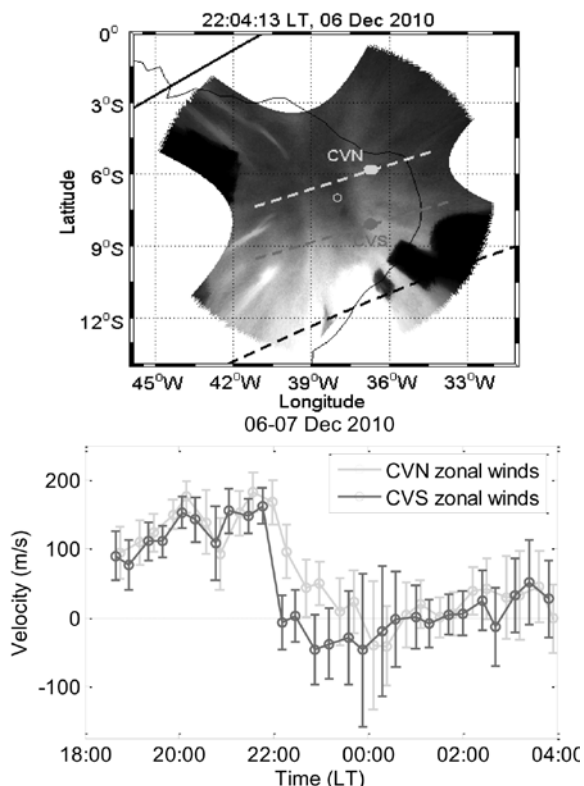 22:04:13 LT, 06 Dec 2010
0°
3°S
6°S
9°S
12°S
Latitude
CVN
CVS
45°W 42°W 39°W 36°W 33°W
Longitude
06-07 Dec 2010
200
100
0
-100
Velocity (m/s)
CVN zonal winds
CVS zonal winds
18:00 20:00 22:00 00:00 02:00 04:00
Time (LT)